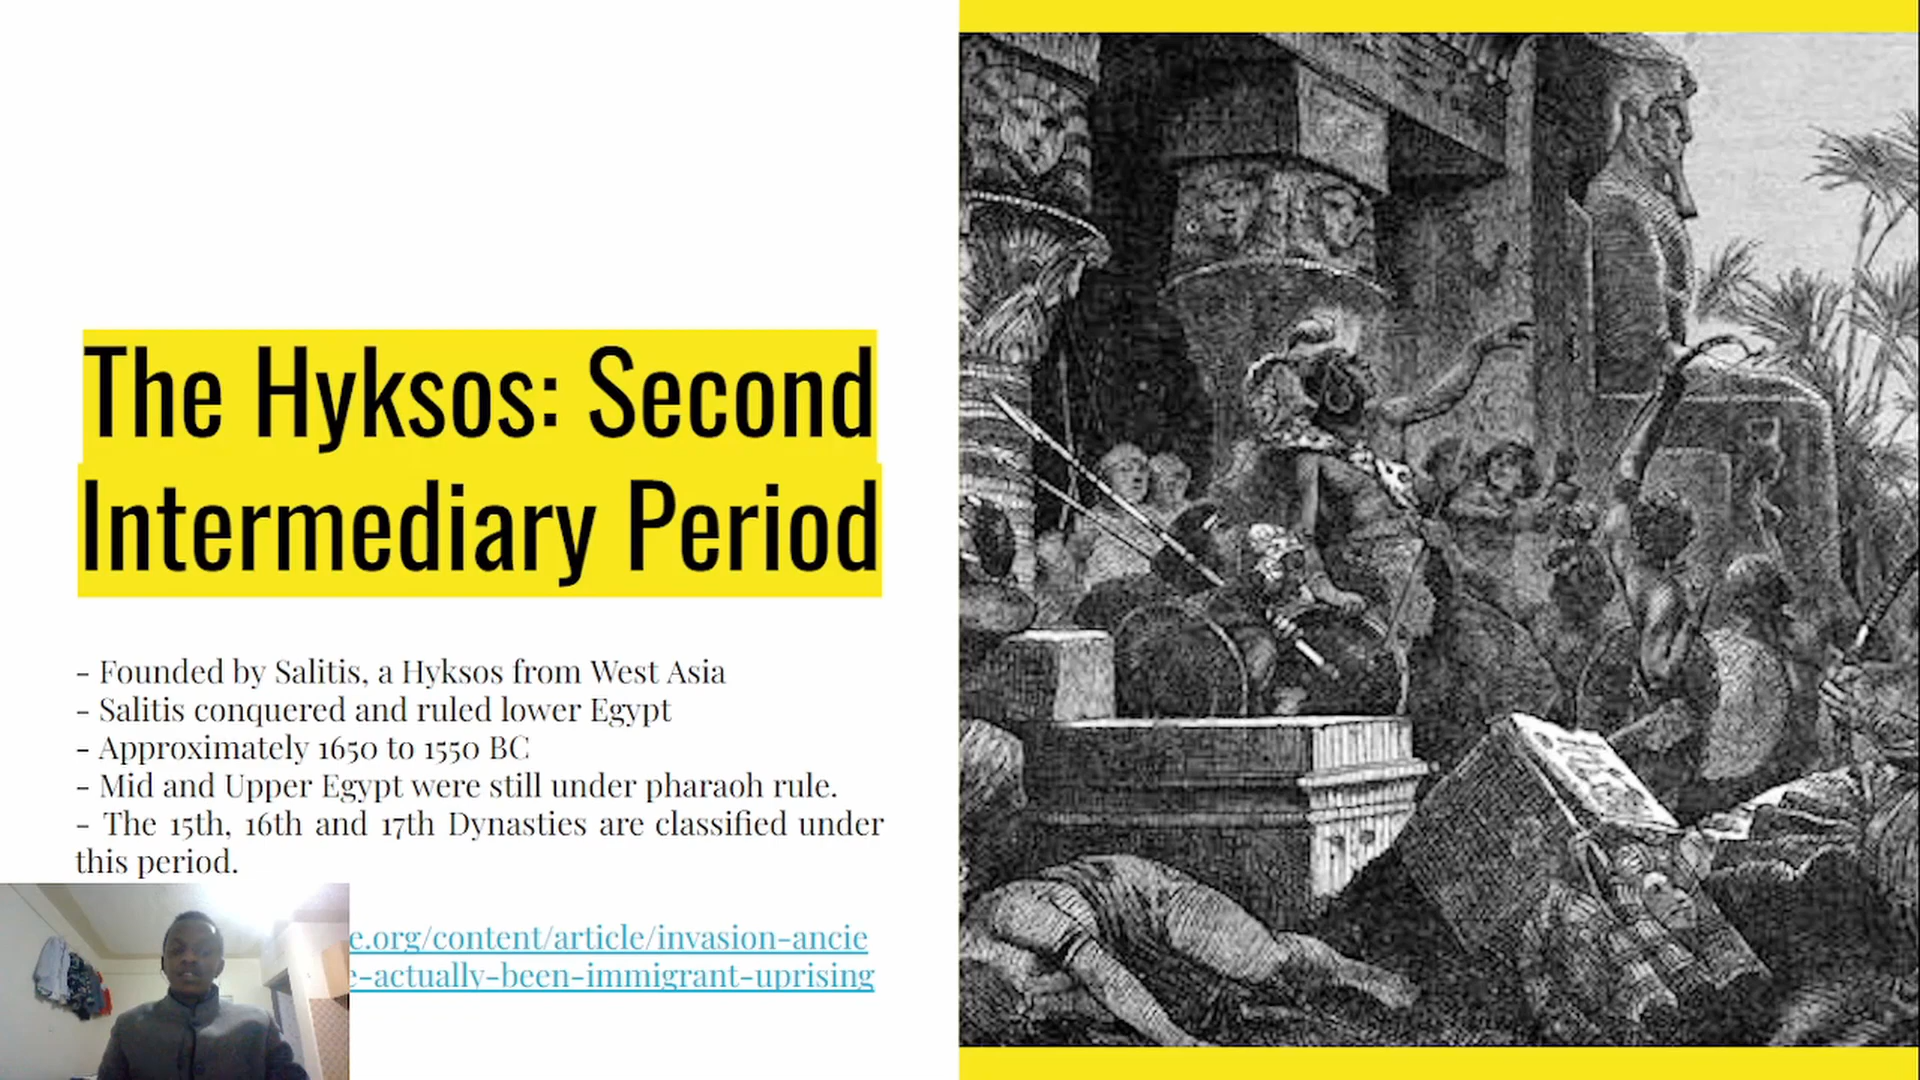 The Hyksos: Second
Intermediary Period
- Founded by Salitis, a Hyksos from West Asia
- Salitis conquered and ruled lower Egypt
- Approximately 1650 to 1550 BC
- Mid and Upper Egypt were still under pharaoh rule.
- The 15th, 16th and 17th Dynasties are classified under
this period.
e.org/content/article/invasion-ancie
e-actually-been-immigrant-uprising